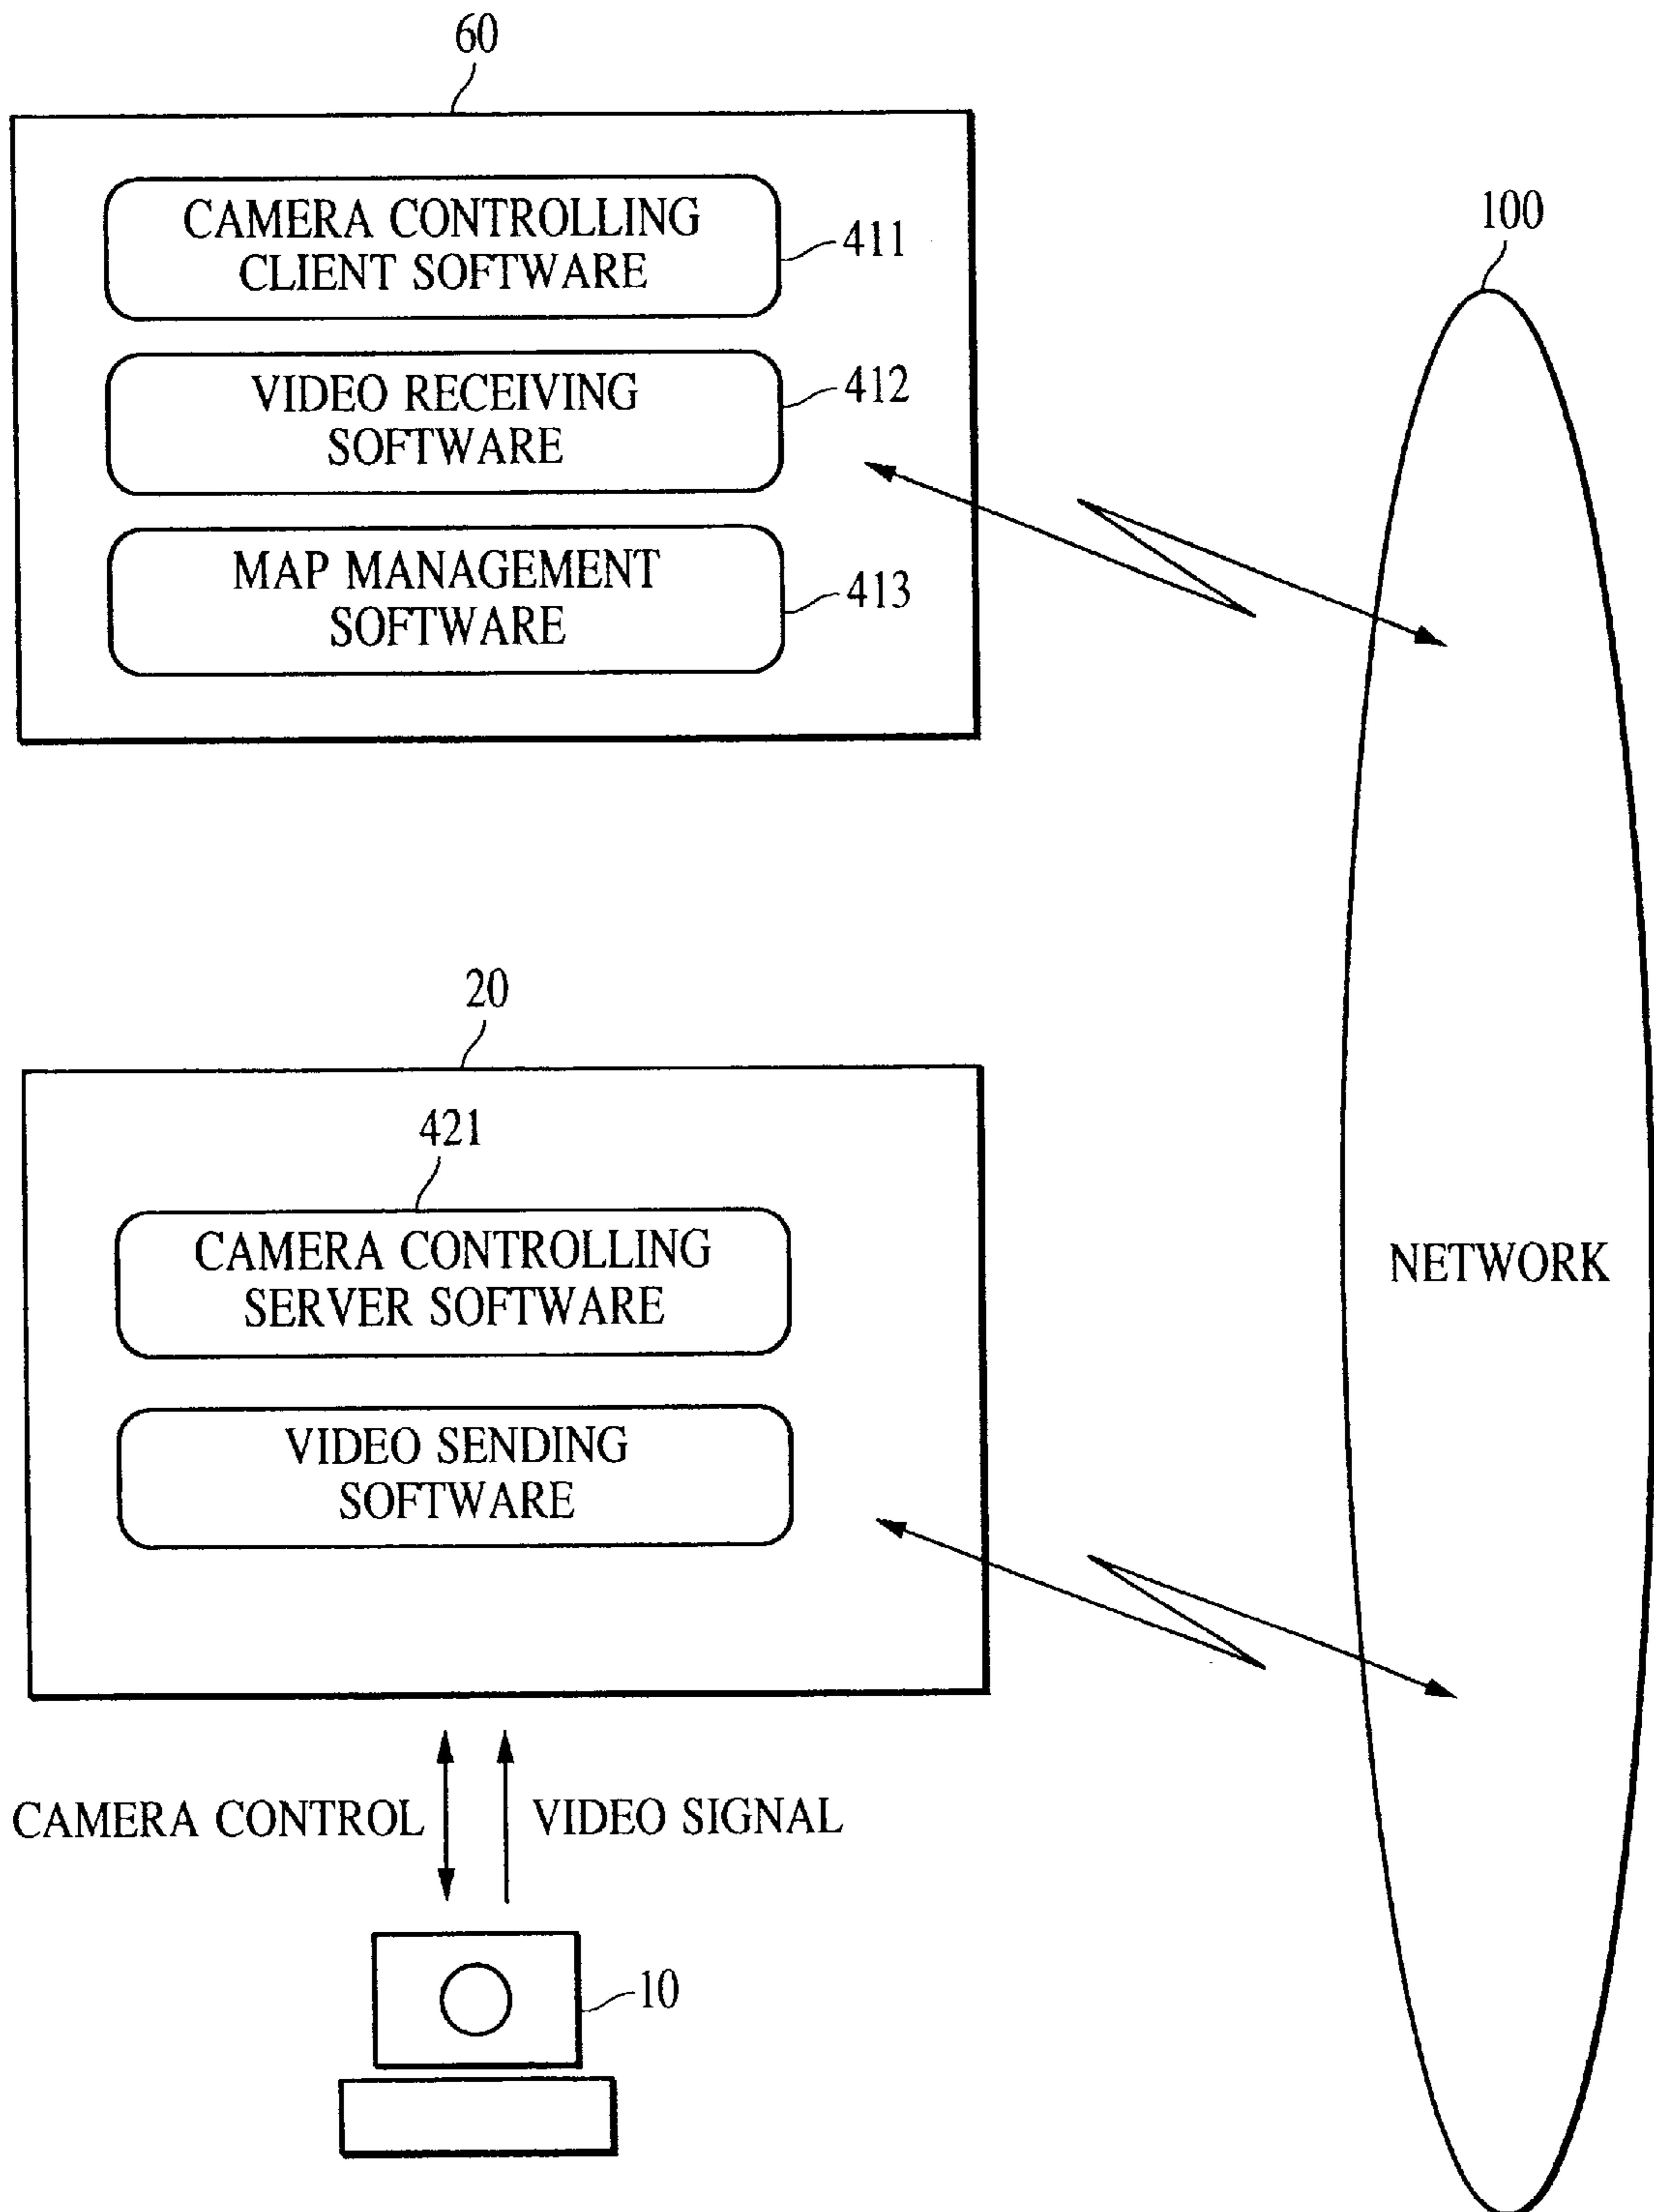 60
CAMERA CONTROLLING
CLIENT SOFTWARE
411
VIDEO RECEIVING
SOFTWARE
412
MAP MANAGEMENT
SOFTWARE
413
100
NETWORK
20
421
CAMERA CONTROLLING
SERVER SOFTWARE
VIDEO SENDING
SOFTWARE
CAMERA CONTROL
VIDEO SIGNAL
10